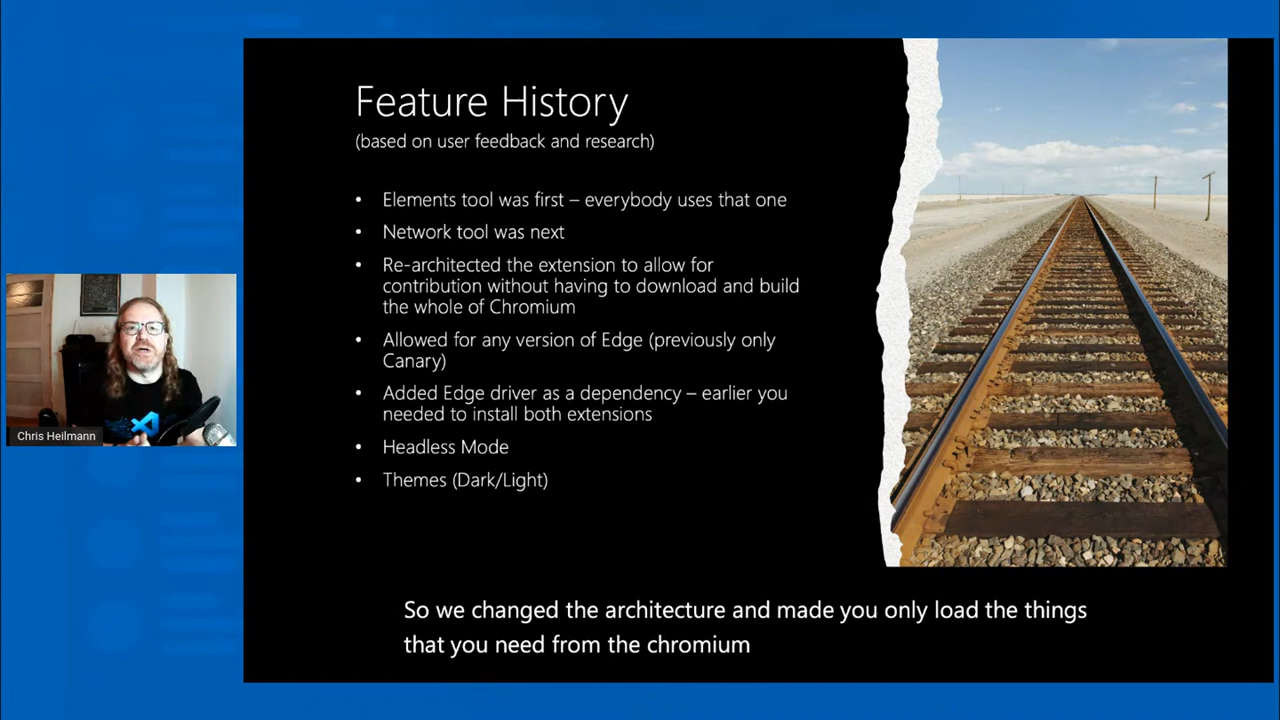 Feature History
(based on user feedback and research)
• Elements tool was first – everybody uses that one
• Network tool was next
• Re-architected the extension to allow for
contribution without having to download and build
the whole of Chromium
• Allowed for any version of Edge (previously only
Canary)
• Added Edge driver as a dependency – earlier you
needed to install both extensions
• Headless Mode
• Themes (Dark/Light)
Chris Heilmann
So we changed the architecture and made you only load the things
that you need from the chromium